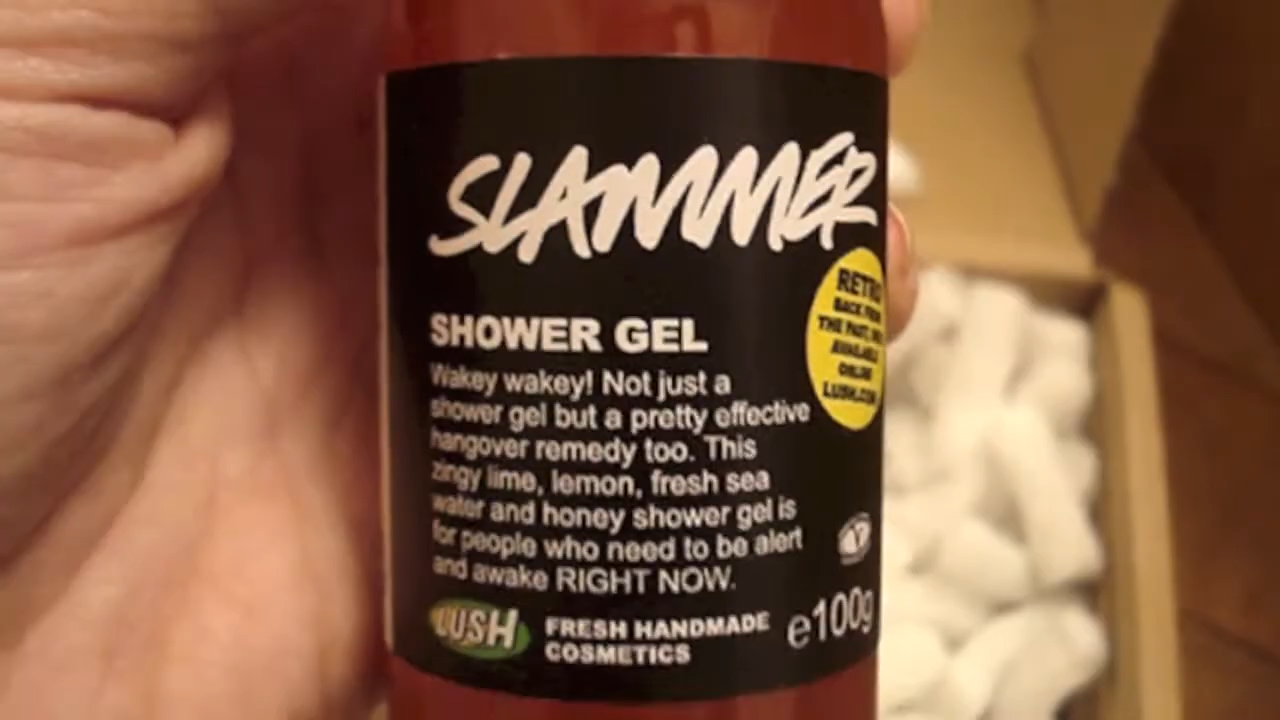 SLAMMER
RETRO
BACK FROM
THE PAST,
AVAILABLE
ONLINE
LUSH.COM
SHOWER GEL
Wakey wakey! Not just a
shower gel but a pretty effective
hangover remedy too. This
zingy lime, lemon, fresh sea
water and honey shower gel is
for people who need to be alert
and awake RIGHT NOW.
LUSH
FRESH HANDMADE
COSMETICS
e100g